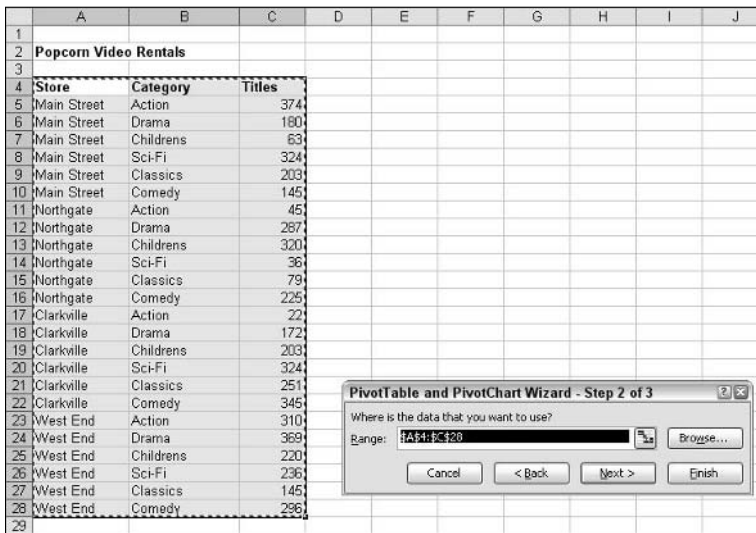 A B C D E F G H I J
1
2 Popcorn Video Rentals
3
4 Store Category Titles
5 Main Street Action 374
6 Main Street Drama 180
7 Main Street Childrens 63
8 Main Street Sci-Fi 324
9 Main Street Classics 203
10 Main Street Comedy 145
11 Northgate Action 45
12 Northgate Drama 287
13 Northgate Childrens 320
14 Northgate Sci-Fi 36
15 Northgate Classics 79
16 Northgate Comedy 225
17 Clarkville Action 22
18 Clarkville Drama 172
19 Clarkville Childrens 203
20 Clarkville Sci-Fi 324
21 Clarkville Classics 251
22 Clarkville Comedy 345
23 West End Action 310
24 West End Drama 369
25 West End Childrens 220
26 West End Sci-Fi 236
27 West End Classics 145
28 West End Comedy 296
29
PivotTable and PivotChart Wizard - Step 2 of 3
Where is the data that you want to use?
Range: $A$4:$C$28 Browse...
Cancel < Back Next > Finish